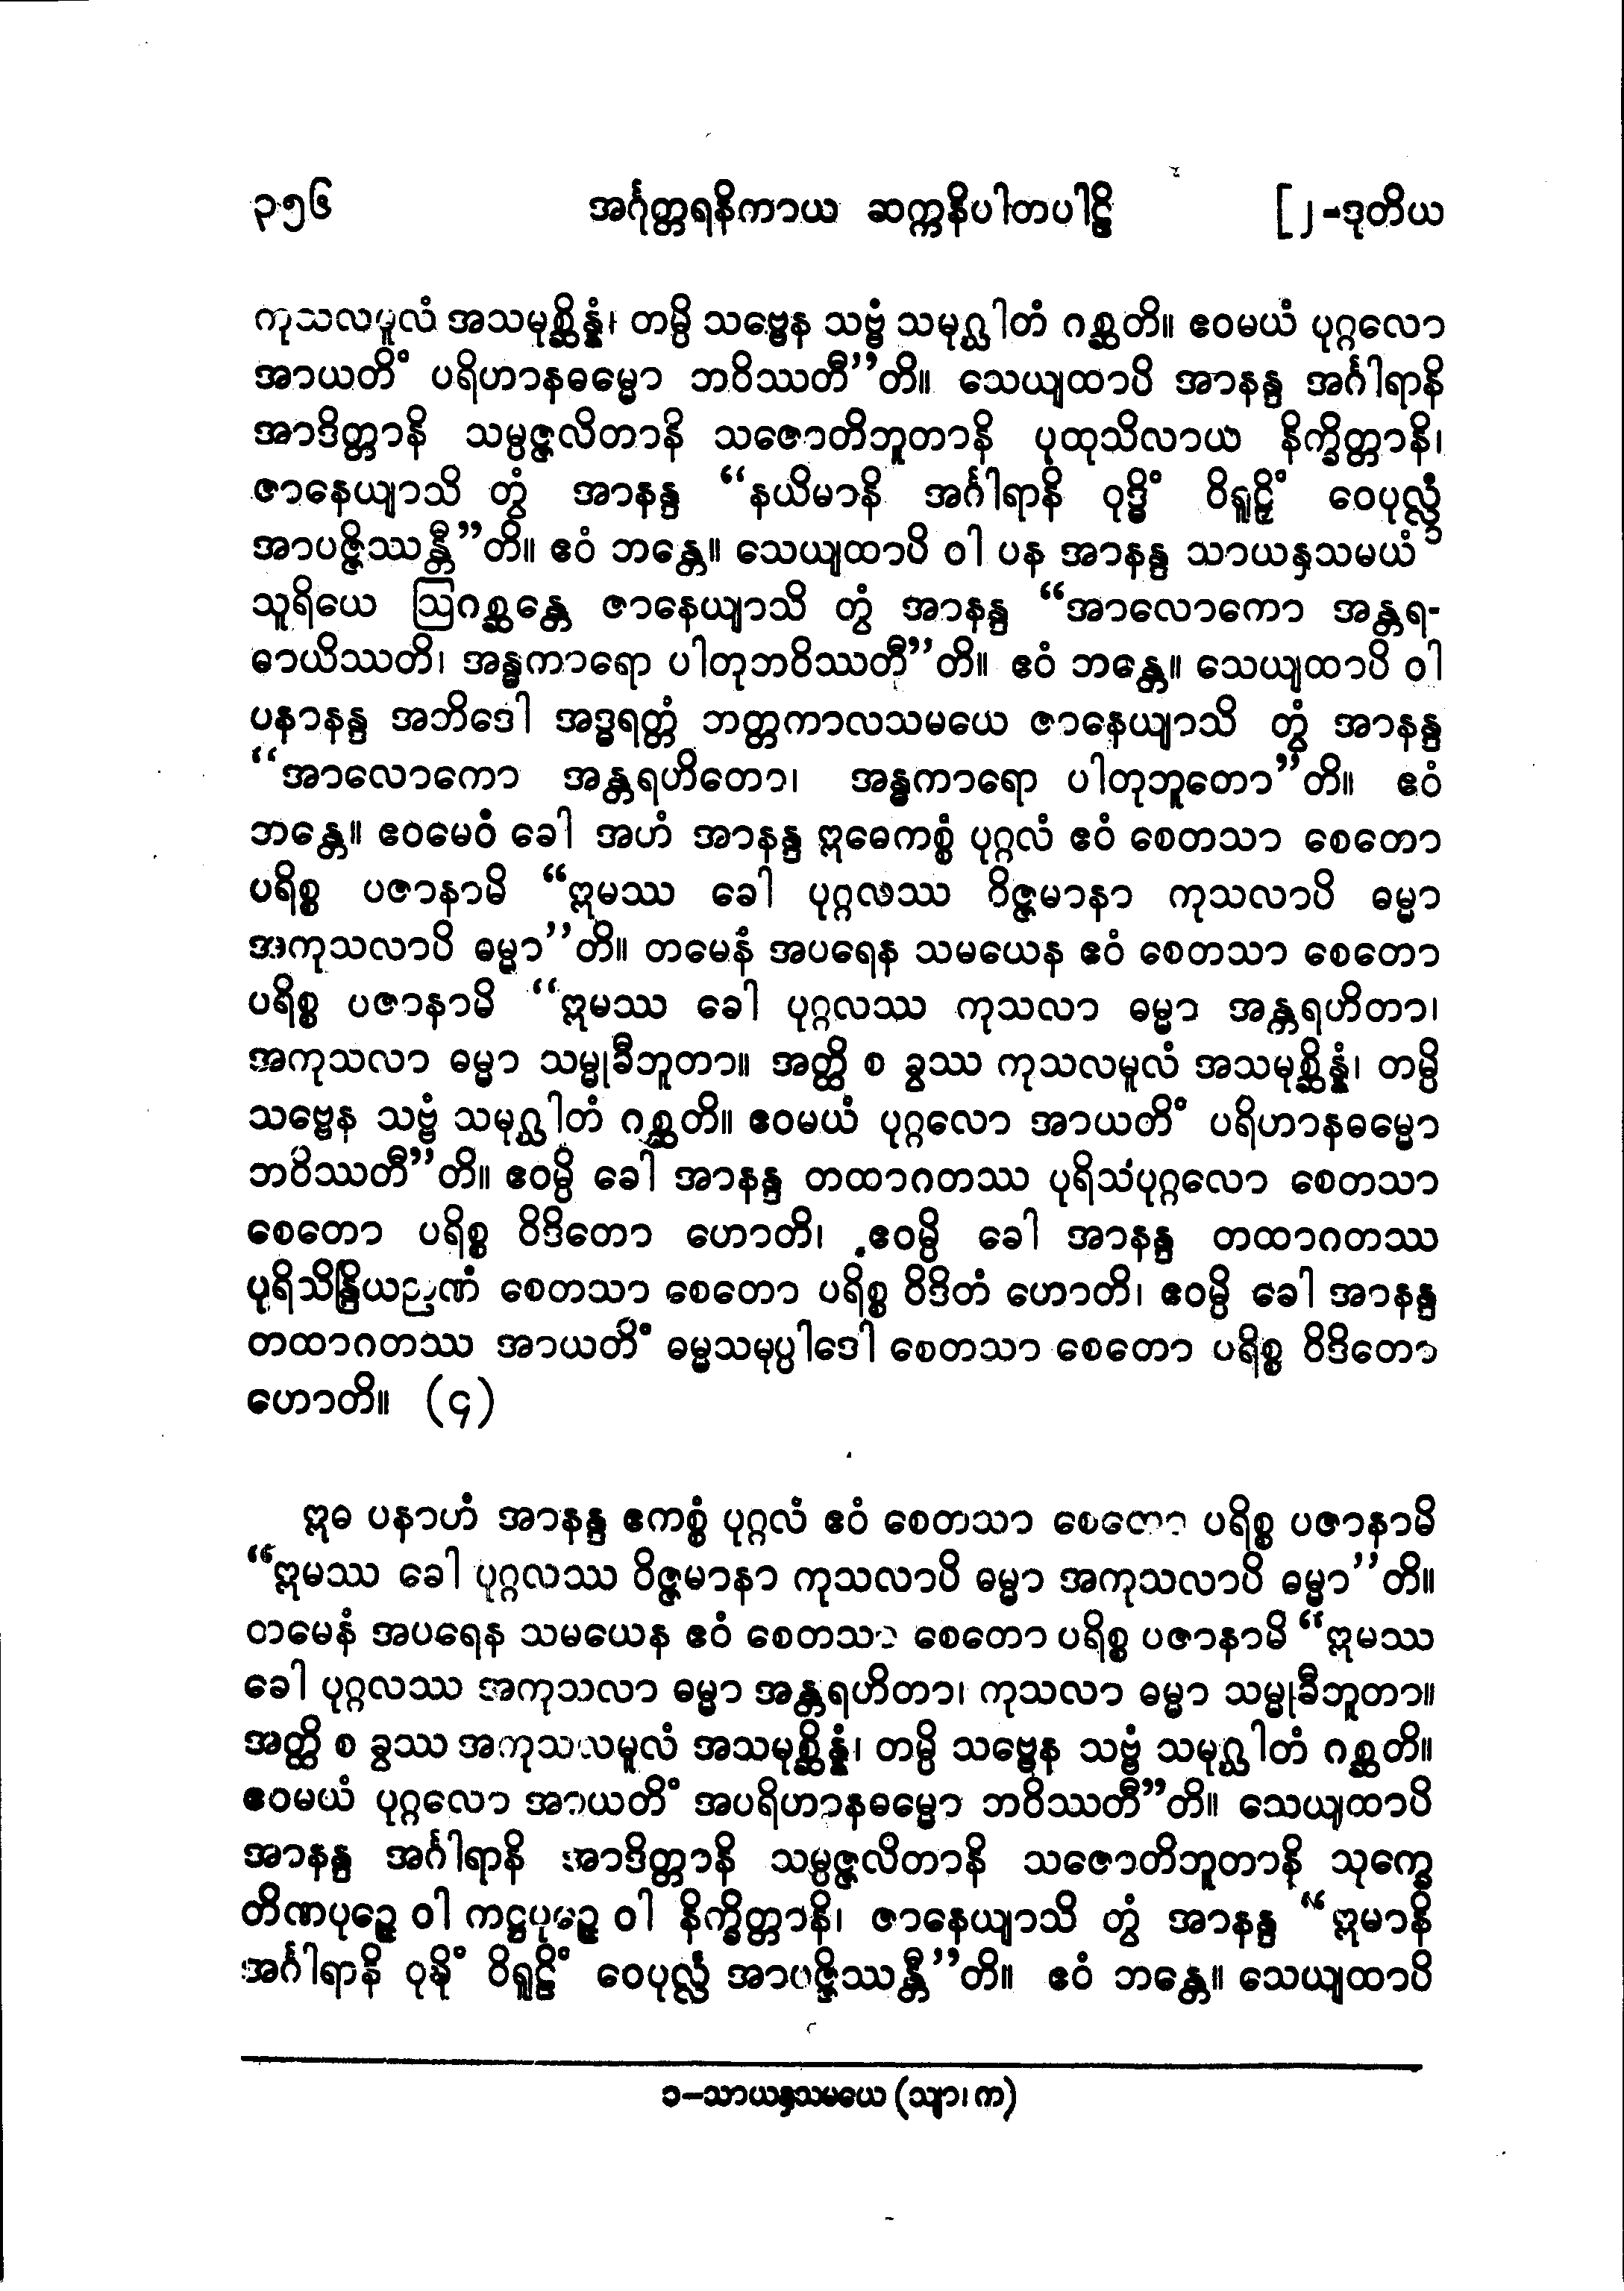 ၃၅၆ အင်္ဂုတ္တရနိကာယ ဆက္ကနိပါတပါဠိ [၂-ဒုတိယ
ကုသလမူလံ အသမုစ္ဆိန္နံ၊ တမ္ပိ သဗ္ဗေန သဗ္ဗံ သမုဂ္ဃါတံ ဂစ္ဆတိ။ ဧဝမယံ ပုဂ္ဂလော
အာယတိံ ပရိဟာနဓမ္မော ဘဝိဿတီ”တိ။ သေယျထာပိ အာနန္ဒ အင်္ဂါရာနိ
အာဒိတ္တာနိ သမ္ပဇ္ဇလိတာနိ သဇောတိဘူတာနိ ပုထုသိလာယ နိက္ခိတ္တာနိ၊
ဇာနေယျာသိ တွံ အာနန္ဒ “နယိမာနိ အင်္ဂါရာနိ ဝုဒ္ဓိံ ဝိရူဠှိံ ဝေပုလ္လံ
အာပဇ္ဇိဿန္တီ”တိ။ ဧဝံ ဘန္တေ။ သေယျထာပိ ဝါ ပန အာနန္ဒ သာယနှသမယံ ၁
သူရိယေ ဩဂစ္ဆန္တေ ဇာနေယျာသိ တွံ အာနန္ဒ “အာလောကော အန္တရ-
ဓာယိဿတိ၊ အန္ဓကာရော ပါတုဘဝိဿတီ”တိ။ ဧဝံ ဘန္တေ။ သေယျထာပိ ဝါ
ပနာနန္ဒ အဘိဒေါ အဒ္ဓရတ္တံ ဘတ္တကာလသမယေ ဇာနေယျာသိ တွံ အာနန္ဒ
“အာလောကော အန္တရဟိတော၊ အန္ဓကာရော ပါတုဘူတော”တိ။ ဧဝံ
ဘန္တေ။ ဧဝမေဝံ ခေါ အဟံ အာနန္ဒ ဣဓေကစ္စံ ပုဂ္ဂလံ ဧဝံ စေတသာ စေတော
ပရိစ္စ ပဇာနာမိ “ဣမဿ ခေါ ပုဂ္ဂလဿ ဝိဇ္ဇမာနာ ကုသလာပိ ဓမ္မာ
အကုသလာပိ ဓမ္မာ”တိ။ တမေနံ အပရေန သမယေန ဧဝံ စေတသာ စေတော
ပရိစ္စ ပဇာနာမိ “ဣမဿ ခေါ ပုဂ္ဂလဿ ကုသလာ ဓမ္မာ အန္တရဟိတာ၊
အကုသလာ ဓမ္မာ သမ္မုခီဘူတာ။ အတ္ထိ စ ခွဿ ကုသလမူလံ အသမုစ္ဆိန္နံ၊ တမ္ပိ
သဗ္ဗေန သဗ္ဗံ သမုဂ္ဃါတံ ဂစ္ဆတိ။ ဧဝမယံ ပုဂ္ဂလော အာယတိံ ပရိဟာနဓမ္မော
ဘဝိဿတီ”တိ။ ဧဝမ္ပိ ခေါ အာနန္ဒ တထာဂတဿ ပုရိသပုဂ္ဂလော စေတသာ
စေတော ပရိစ္စ ဝိဒိတော ဟောတိ၊ ဧဝမ္ပိ ခေါ အာနန္ဒ တထာဂတဿ
ပုရိသိန္ဒြိယဉာဏံ စေတသာ စေတော ပရိစ္စ ဝိဒိတံ ဟောတိ၊ ဧဝမ္ပိ ခေါ အာနန္ဒ
တထာဂတဿ အာယတိံ ဓမ္မသမုပ္ပါဒေါ စေတသာ စေတော ပရိစ္စ ဝိဒိတော
ဟောတိ။ (၄)
ဣဓ ပနာဟံ အာနန္ဒ ဧကစ္စံ ပုဂ္ဂလံ ဧဝံ စေတသာ စေတော ပရိစ္စ ပဇာနာမိ
“ဣမဿ ခေါ ပုဂ္ဂလဿ ဝိဇ္ဇမာနာ ကုသလာပိ ဓမ္မာ အကုသလာပိ ဓမ္မာ”တိ။
တမေနံ အပရေန သမယေန ဧဝံ စေတသာ စေတော ပရိစ္စ ပဇာနာမိ “ဣမဿ
ခေါ ပုဂ္ဂလဿ အကုသလာ ဓမ္မာ အန္တရဟိတာ၊ ကုသလာ ဓမ္မာ သမ္မုခီဘူတာ။
အတ္ထိ စ ခွဿ အကုသလမူလံ အသမုစ္ဆိန္နံ၊ တမ္ပိ သဗ္ဗေန သဗ္ဗံ သမုဂ္ဃါတံ ဂစ္ဆတိ။
ဧဝမယံ ပုဂ္ဂလော အာယတိံ အပရိဟာနဓမ္မော ဘဝိဿတီ”တိ။ သေယျထာပိ
အာနန္ဒ အင်္ဂါရာနိ အာဒိတ္တာနိ သမ္ပဇ္ဇလိတာနိ သဇောတိဘူတာနိ သုက္ခေ
တိဏပုဉ္ဇေ ဝါ ကဋ္ဌပုဉ္ဇေ ဝါ နိက္ခိတ္တာနိ၊ ဇာနေယျာသိ တွံ အာနန္ဒ “ဣမာနိ
အင်္ဂါရာနိ ဝုဒ္ဓိံ ဝိရူဠှိံ ဝေပုလ္လံ အာပဇ္ဇိဿန္တီ”တိ။ ဧဝံ ဘန္တေ။ သေယျထာပိ
၁-သာယနှသမယေ (သျာ၊ က)